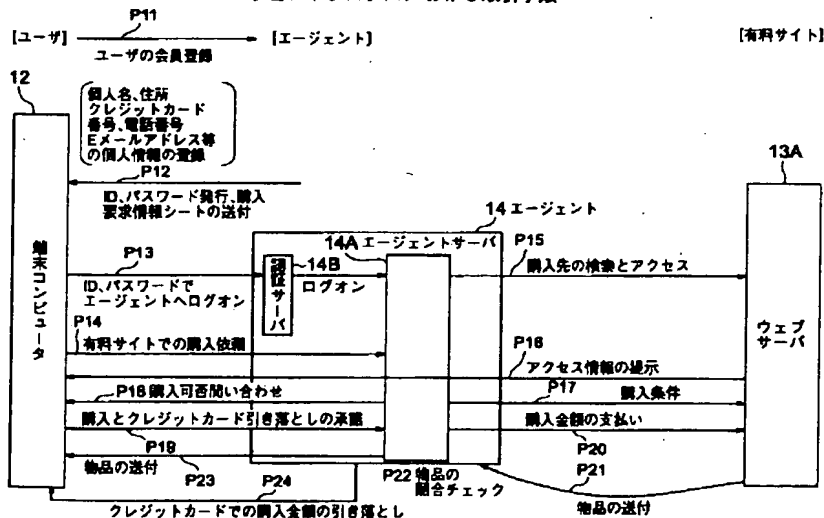 P11
[ユーザ]
[エージェント]
[有料サイト]
ユーザの会員登録
12
個人名、住所
クレジットカード
番号、電話番号
Eメールアドレス等
の個人情報の登録
13A
P12
ID、パスワード発行、購入
要求情報シートの送付
14 エージェント
14A エージェントサーバ
P13
14B
P15
認証サーバ
ログオン
購入先の検索とアクセス
ID、パスワードで
エージェントへログオン
端末コンピュータ
ウェブ
サーバ
P14
有料サイトでの購入依頼
P16
アクセス情報の提示
P18 購入可否問い合わせ
P17
購入条件
購入とクレジットカード引き落としの承諾
購入金額の支払い
P19
P20
物品の送付
P23
P22 物品の
融合チェック
P21
P24
物品の送付
クレジットカードでの購入金額の引き落とし